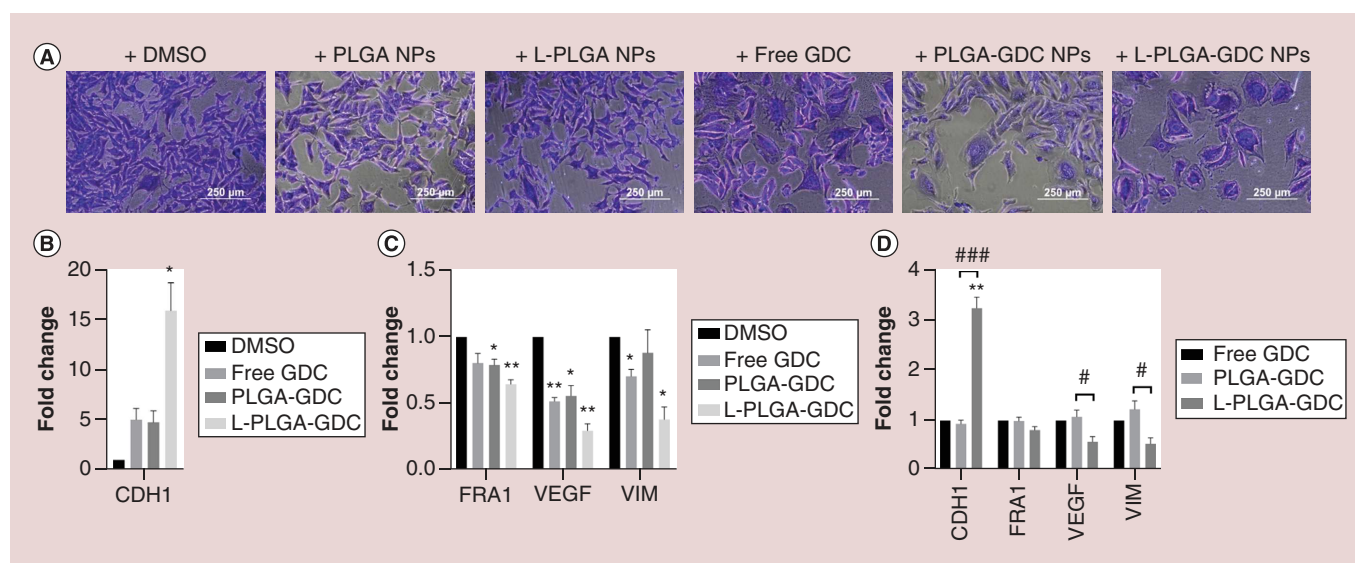 A
+ DMSO
+ PLGA NPs
+ L-PLGA NPs
+ Free GDC
+ PLGA-GDC NPs
+ L-PLGA-GDC NPs
250 µm
250 µm
250 µm
250 µm
250 µm
250 µm
B
Fold change
20
15
10
5
0
*
CDH1
DMSO
Free GDC
PLGA-GDC
L-PLGA-GDC
C
Fold change
1.5
1.0
0.5
0.0
*
**
**
*
**
*
*
FRA1
VEGF
VIM
DMSO
Free GDC
PLGA-GDC
L-PLGA-GDC
D
Fold change
4
3
2
1
0
###
**
#
#
CDH1
FRA1
VEGF
VIM
Free GDC
PLGA-GDC
L-PLGA-GDC